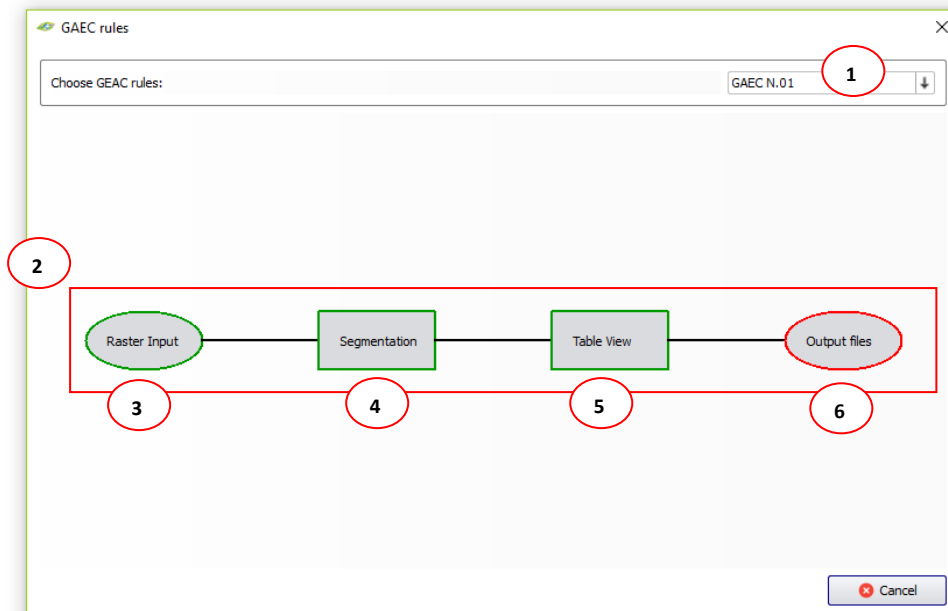 GAEC rules
Choose GEAC rules:
GAEC N.01
1
2
Raster Input
Segmentation
Table View
Output files
3
4
5
6
Cancel